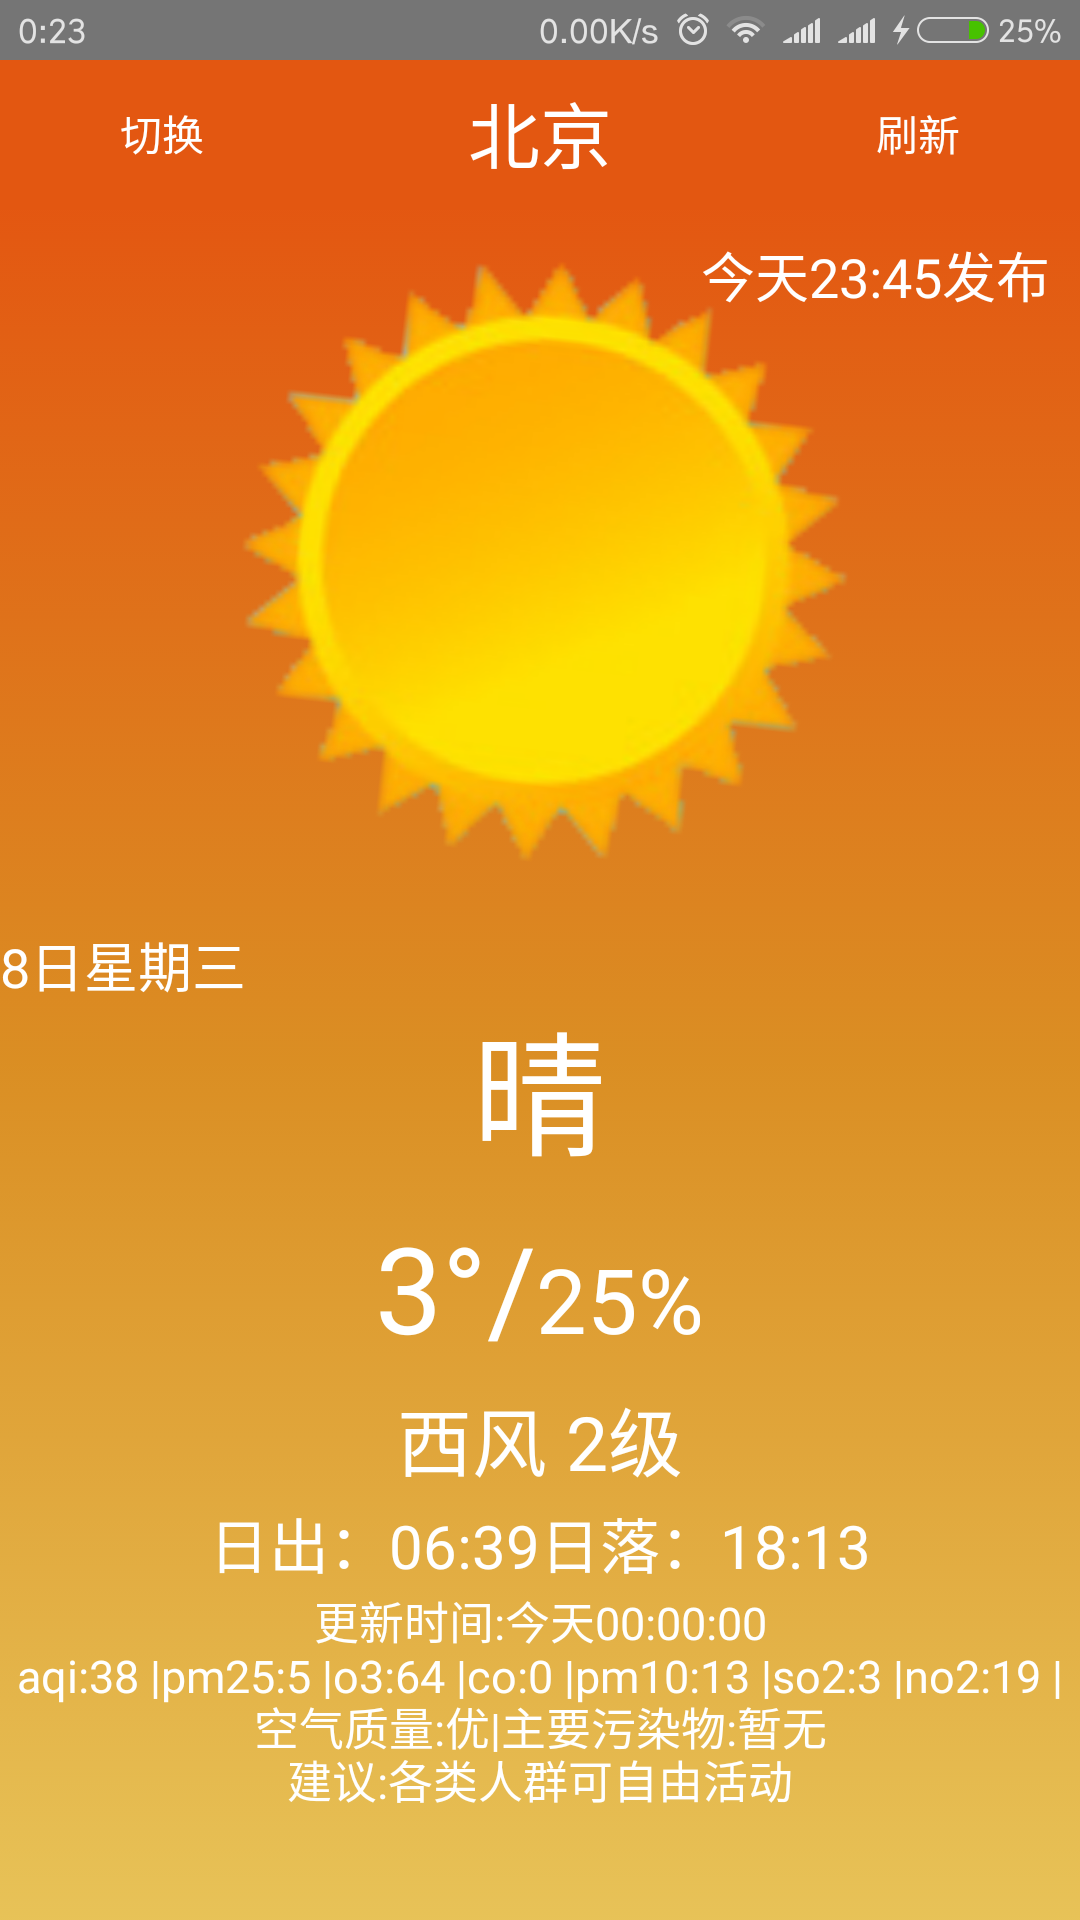 0:23 0.00K/s 25%
切换 北京 刷新
今天23:45发布
8日星期三
晴
3°/25%
西风 2级
日出：06:39日落：18:13
更新时间:今天00:00:00
aqi:38 |pm25:5 |o3:64 |co:0 |pm10:13 |so2:3 |no2:19 |
空气质量:优|主要污染物:暂无
建议:各类人群可自由活动